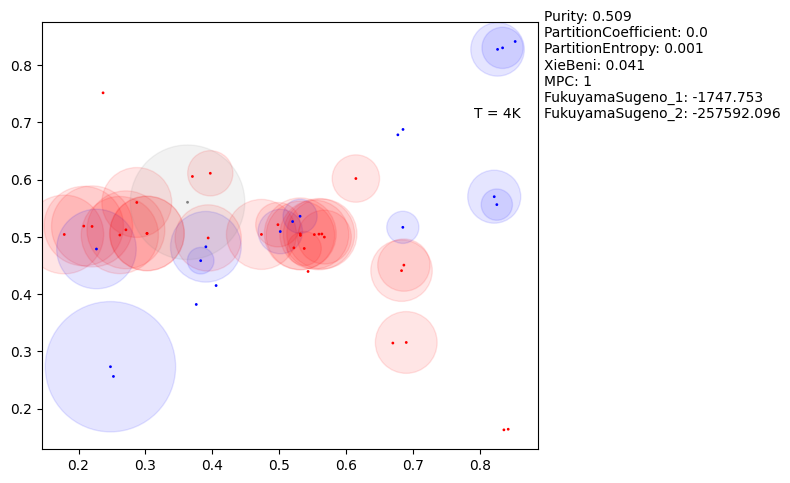 Purity: 0.509
PartitionCoefficient: 0.0
PartitionEntropy: 0.001
XieBeni: 0.041
MPC: 1
FukuyamaSugeno_1: -1747.753
FukuyamaSugeno_2: -257592.096
T = 4K
0.8
0.7
0.6
0.5
0.4
0.3
0.2
0.2 0.3 0.4 0.5 0.6 0.7 0.8